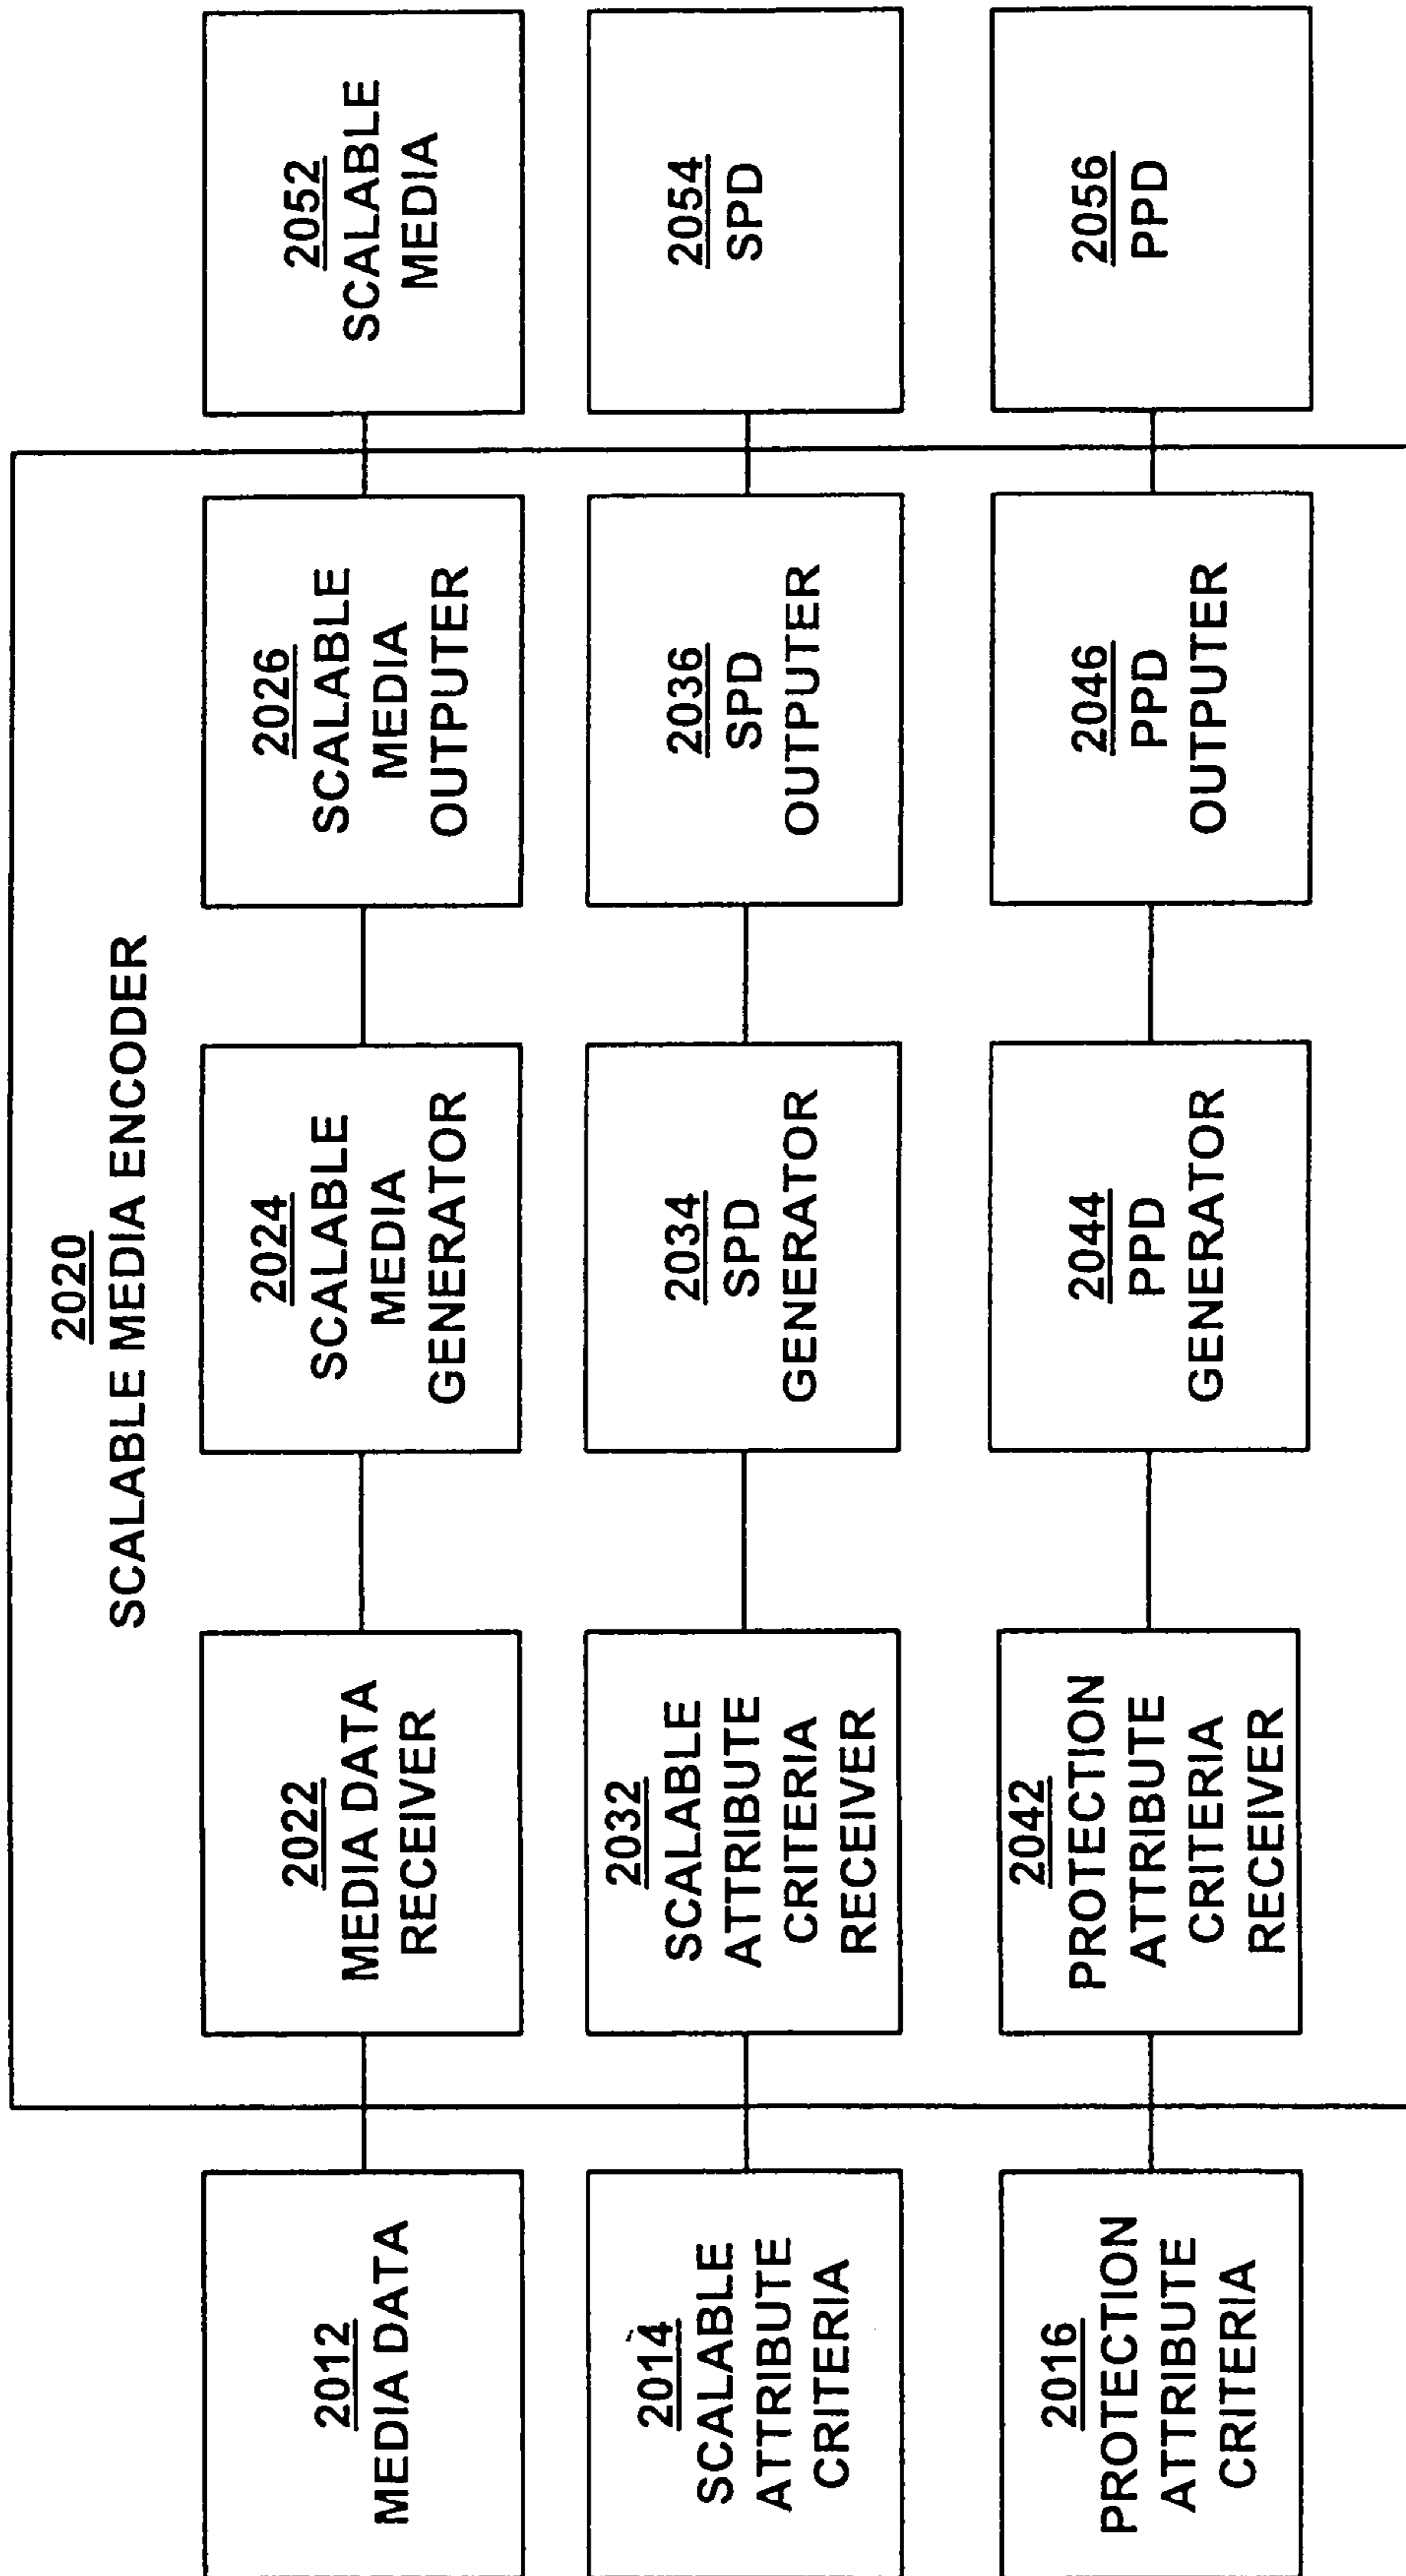 2020
SCALABLE MEDIA ENCODER
2012
MEDIA DATA
2022
MEDIA DATA
RECEIVER
2024
SCALABLE
MEDIA
GENERATOR
2026
SCALABLE
MEDIA
OUTPUTER
2052
SCALABLE
MEDIA
2014
SCALABLE
ATTRIBUTE
CRITERIA
2032
SCALABLE
ATTRIBUTE
CRITERIA
RECEIVER
2034
SPD
GENERATOR
2036
SPD
OUTPUTER
2054
SPD
2016
PROTECTION
ATTRIBUTE
CRITERIA
2042
PROTECTION
ATTRIBUTE
CRITERIA
RECEIVER
2044
PPD
GENERATOR
2046
PPD
OUTPUTER
2056
PPD